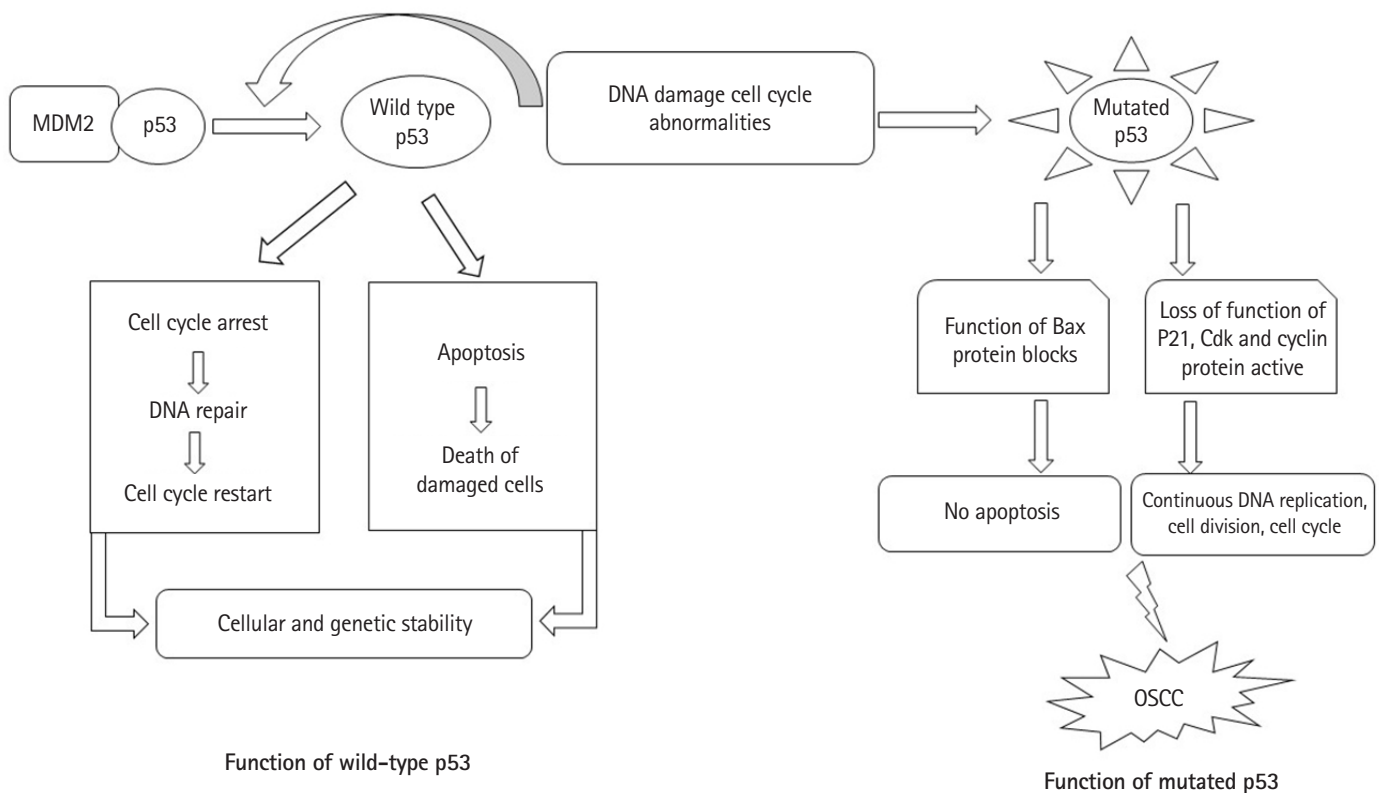 MDM2
p53
Wild type
p53
DNA damage cell cycle
abnormalities
Mutated
p53
Cell cycle arrest
DNA repair
Cell cycle restart
Apoptosis
Death of
damaged cells
Cellular and genetic stability
Function of wild-type p53
Function of Bax
protein blocks
Loss of function of
P21, Cdk and cyclin
protein active
No apoptosis
Continuous DNA replication,
cell division, cell cycle
OSCC
Function of mutated p53